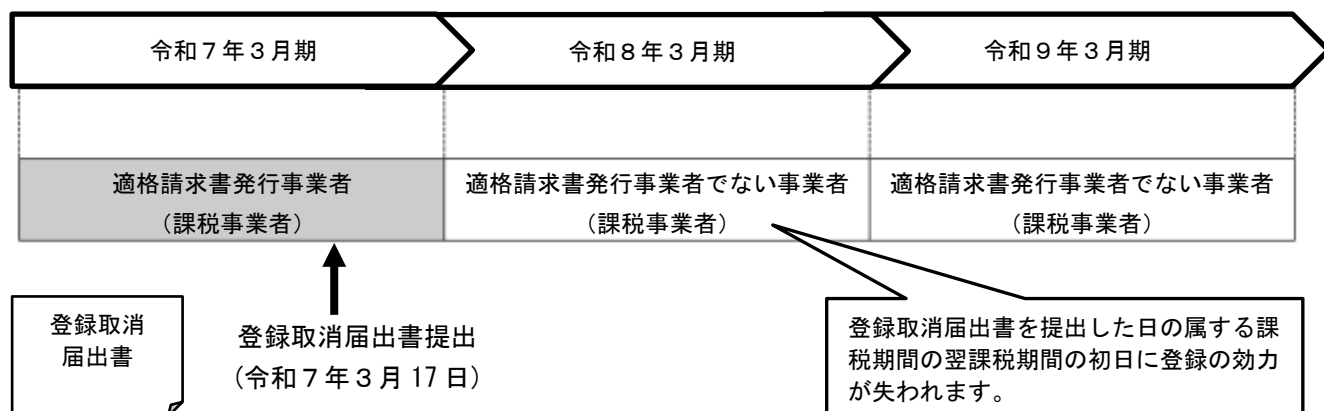 令和７年３月期
令和８年３月期
令和９年３月期
適格請求書発行事業者
（課税事業者）
適格請求書発行事業者でない事業者
（課税事業者）
適格請求書発行事業者でない事業者
（課税事業者）
登録取消
届出書
登録取消届出書提出
（令和７年３月17日）
登録取消届出書を提出した日の属する課
税期間の翌課税期間の初日に登録の効力
が失われます。